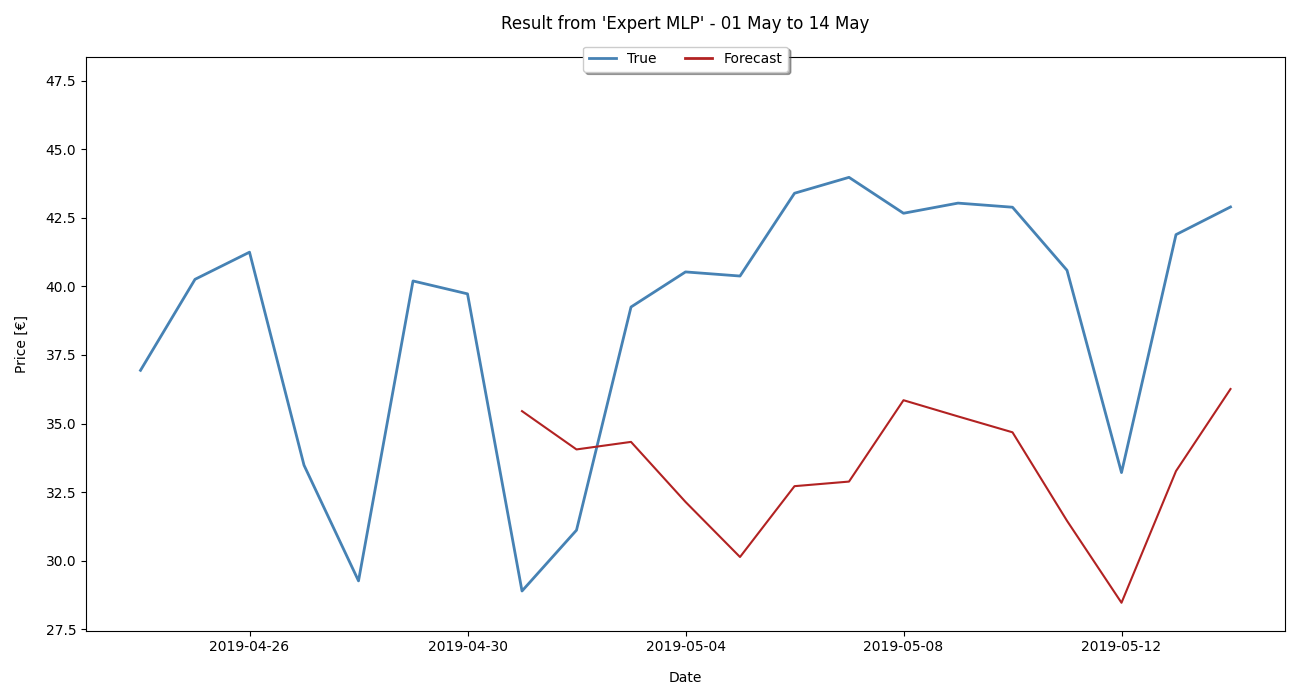 Result from 'Expert MLP' - 01 May to 14 May
True Forecast
47.5
45.0
42.5
40.0
37.5
35.0
32.5
30.0
27.5
Price [€]
2019-04-26 2019-04-30 2019-05-04 2019-05-08 2019-05-12
Date